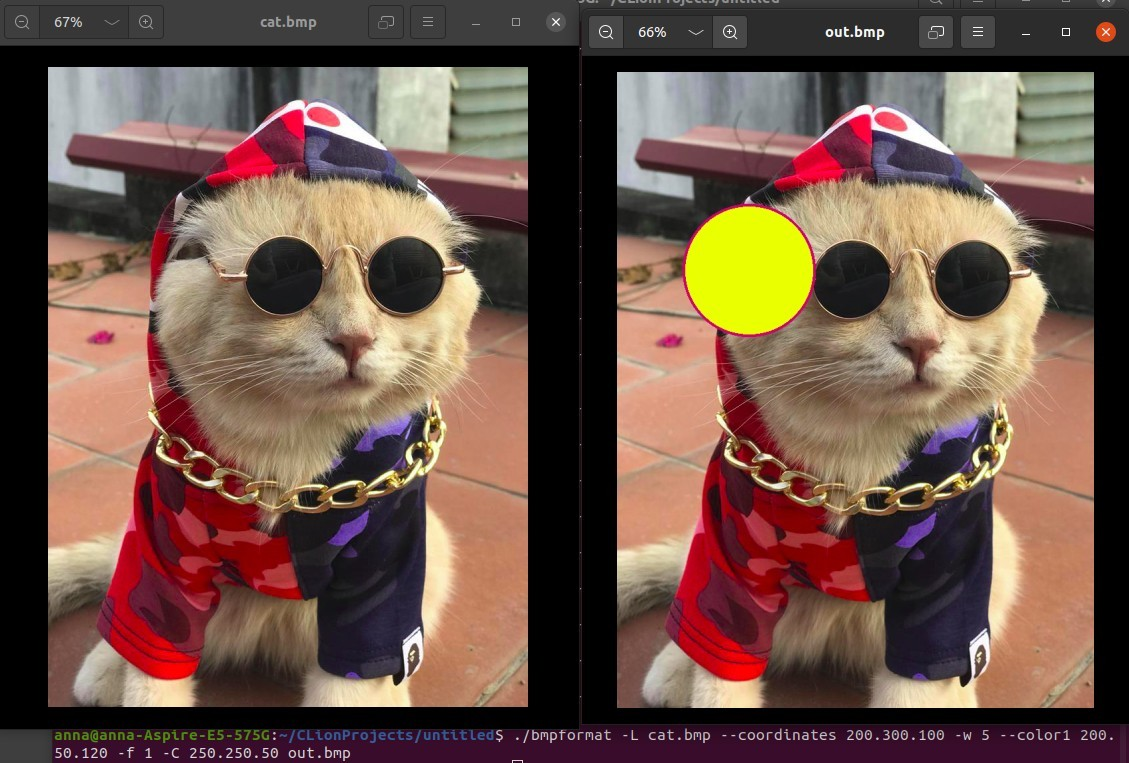 67%
cat.bmp
66%
out.bmp
anna@anna-Aspire-E5-575G:~/CLionProjects/untitled$ ./bmpformat -L cat.bmp --coordinates 200.300.100 -w 5 --color1 200.
50.120 -f 1 -C 250.250.50 out.bmp